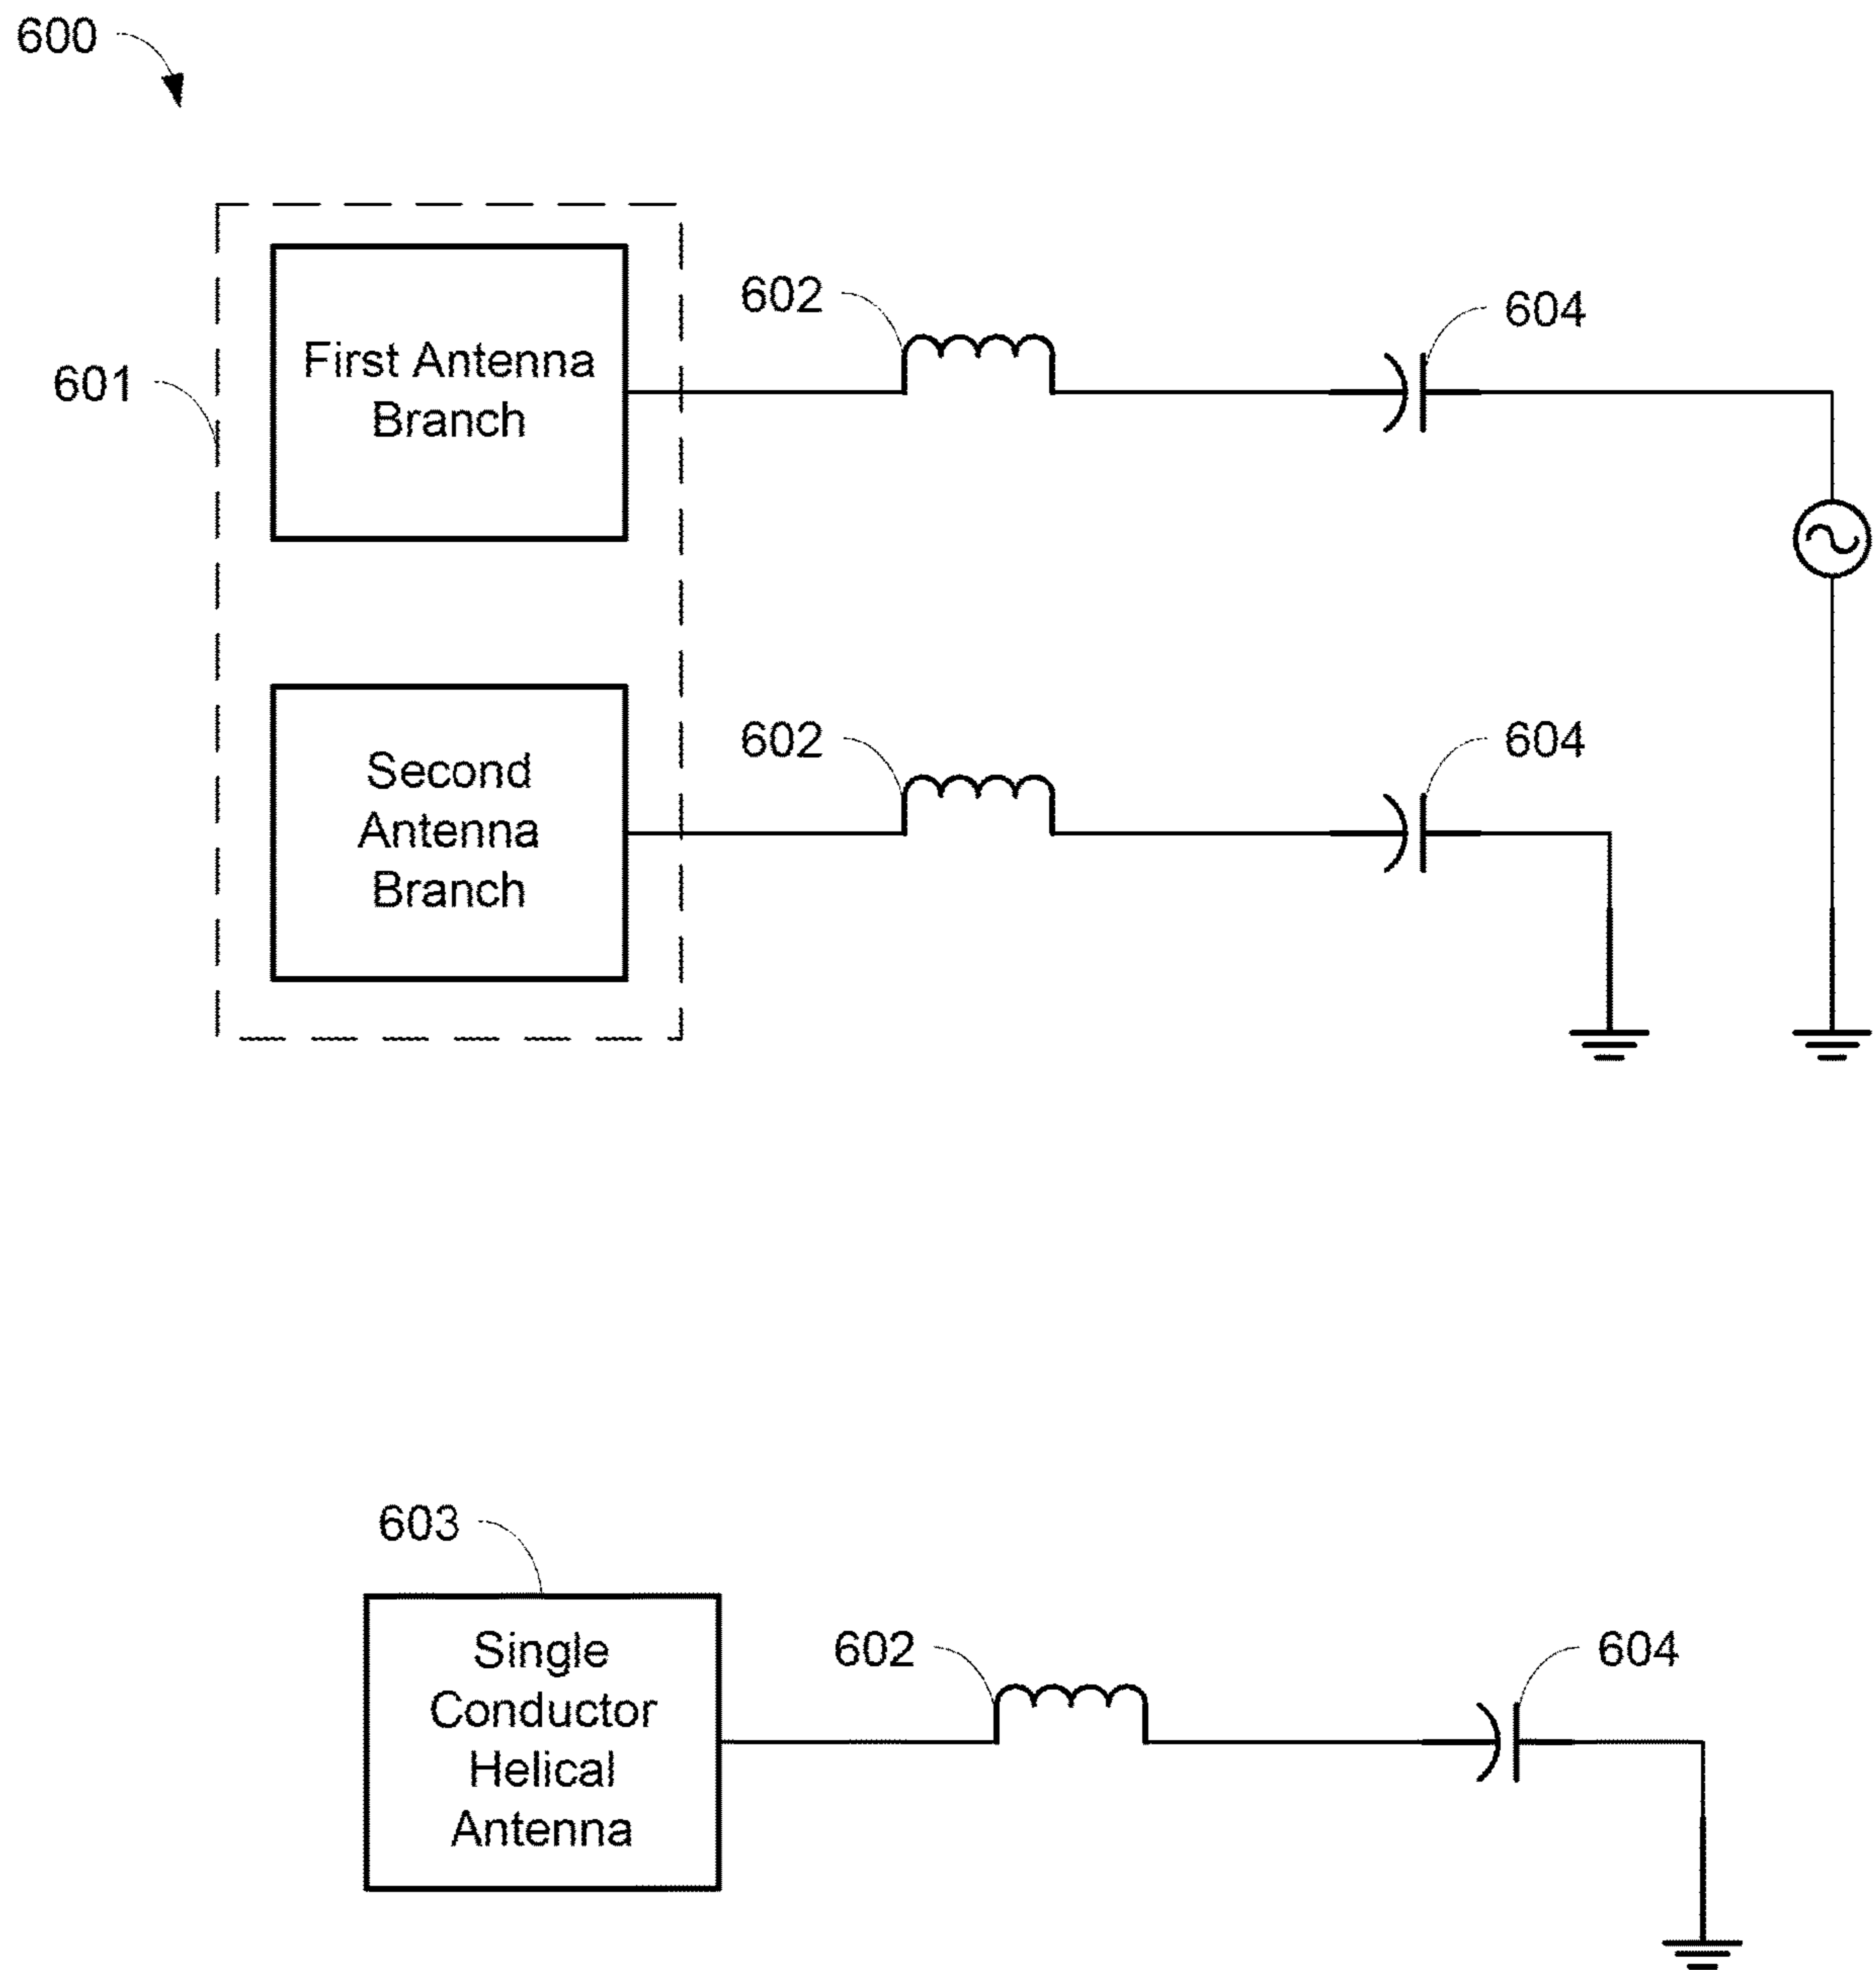 600
602
604
First Antenna
Branch
601
602
604
Second
Antenna
Branch
603
Single
Conductor
Helical
Antenna
602
604